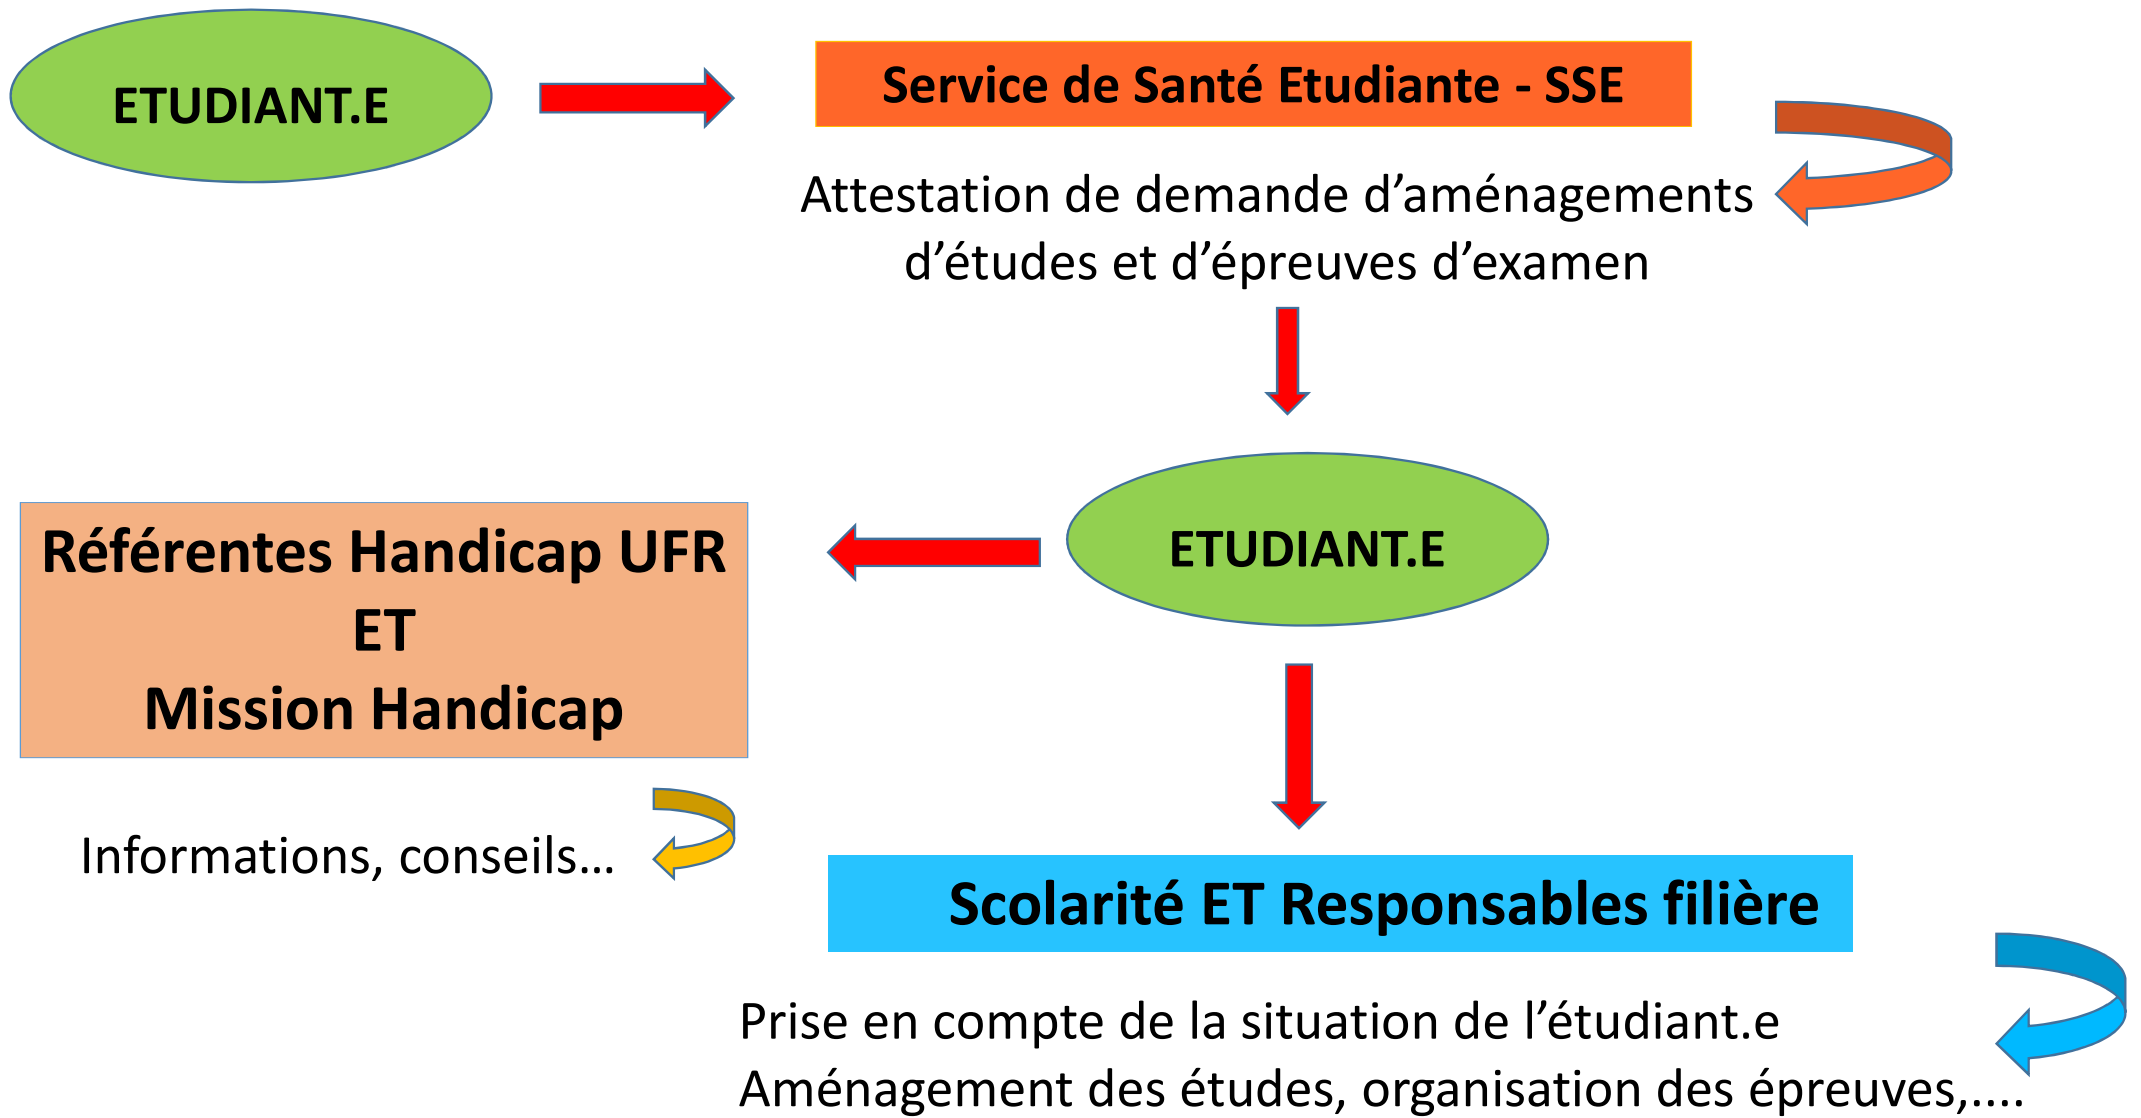 ETUDIANT.E
Service de Santé Etudiante - SSE
Attestation de demande d’aménagements
d’études et d’épreuves d’examen
ETUDIANT.E
Référentes Handicap UFR
ET
Mission Handicap
Informations, conseils…
Scolarité ET Responsables filière
Prise en compte de la situation de l’étudiant.e
Aménagement des études, organisation des épreuves,....